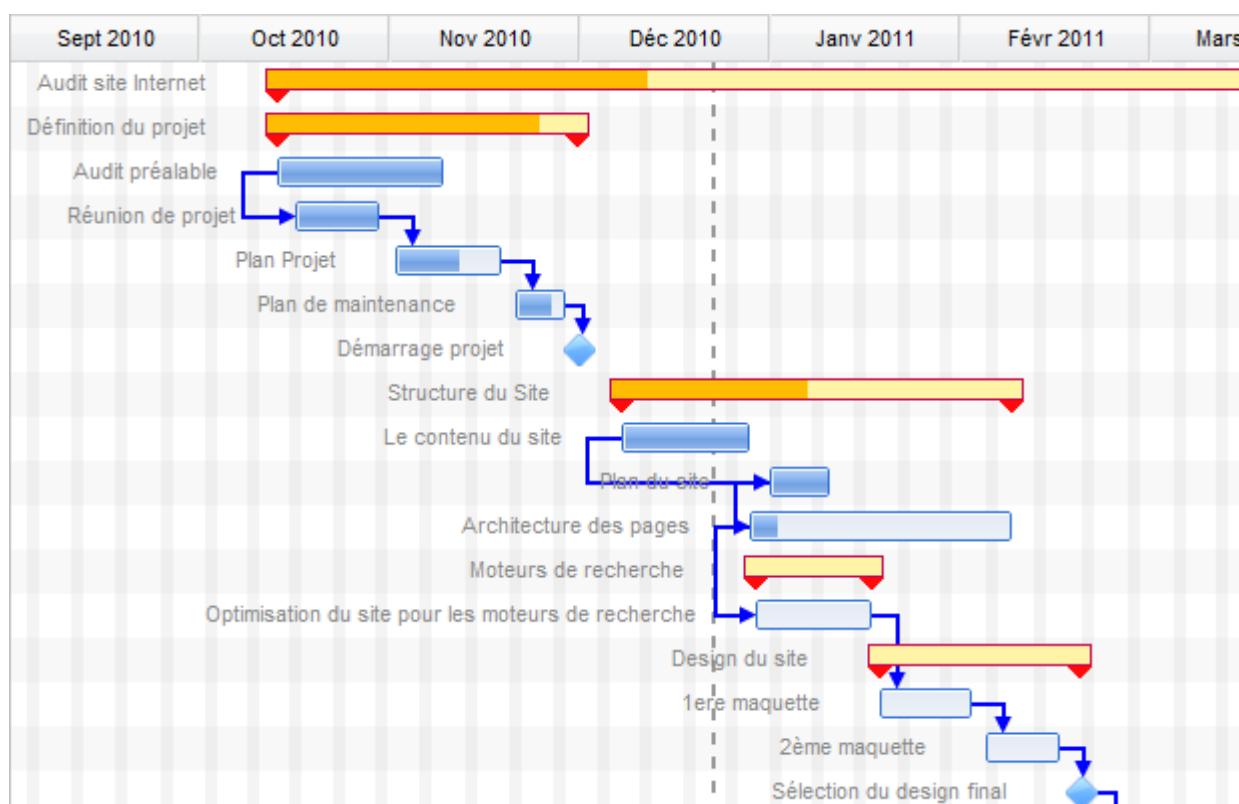 Sept 2010 Oct 2010 Nov 2010 Déc 2010 Janv 2011 Févr 2011 Mars
Audit site Internet
Définition du projet
Audit préalable
Réunion de projet
Plan Projet
Plan de maintenance
Démarrage projet
Structure du Site
Le contenu du site
Plan du site
Architecture des pages
Moteurs de recherche
Optimisation du site pour les moteurs de recherche
Design du site
1ere maquette
2ème maquette
Sélection du design final